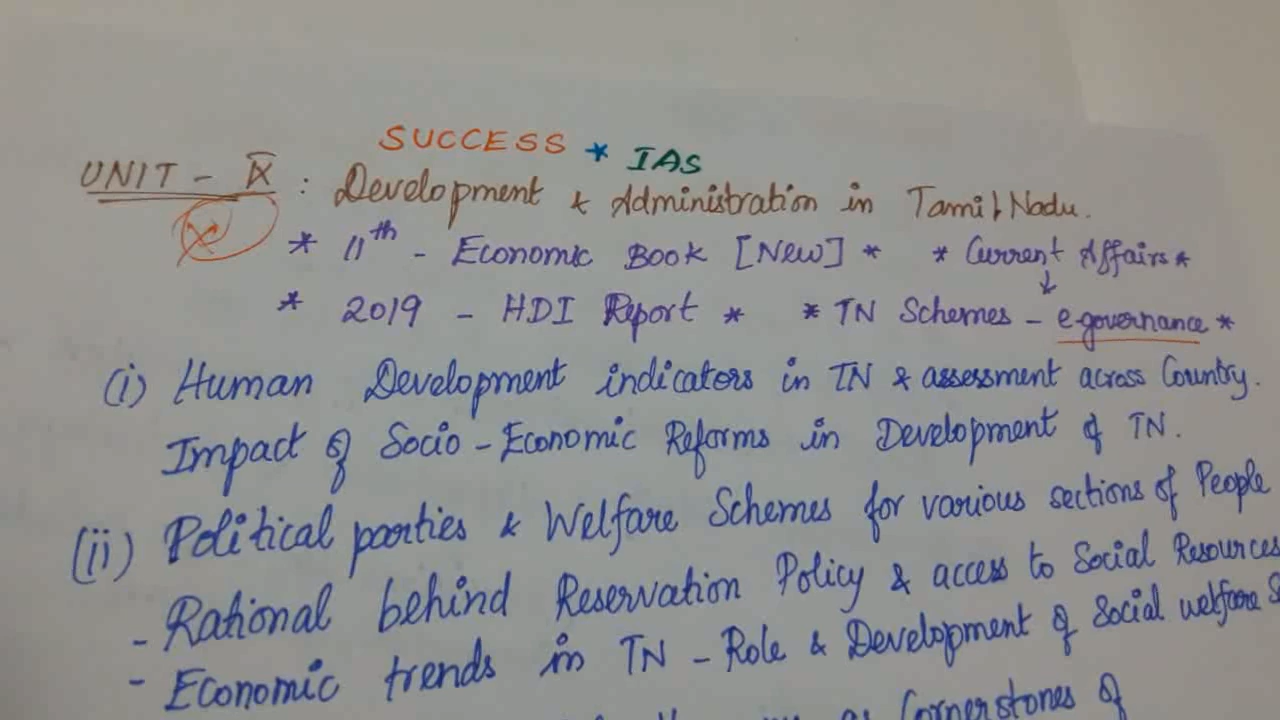 SUCCESS * IAS
UNIT - IX : Development & Administration in Tamil Nadu.
* 11th - Economic Book [New] * * Current Affairs *
* 2019 - HDI Report * * TN Schemes - e-governance *
(i) Human Development indicators in TN & assessment across Country.
Impact of Socio - Economic Reforms in Development of TN.
(ii) Political parties & Welfare Schemes for various sections of People
- Rational behind Reservation Policy & access to Social Resources
- Economic trends in TN - Role & Development of Social welfare S
as Cornerstones of